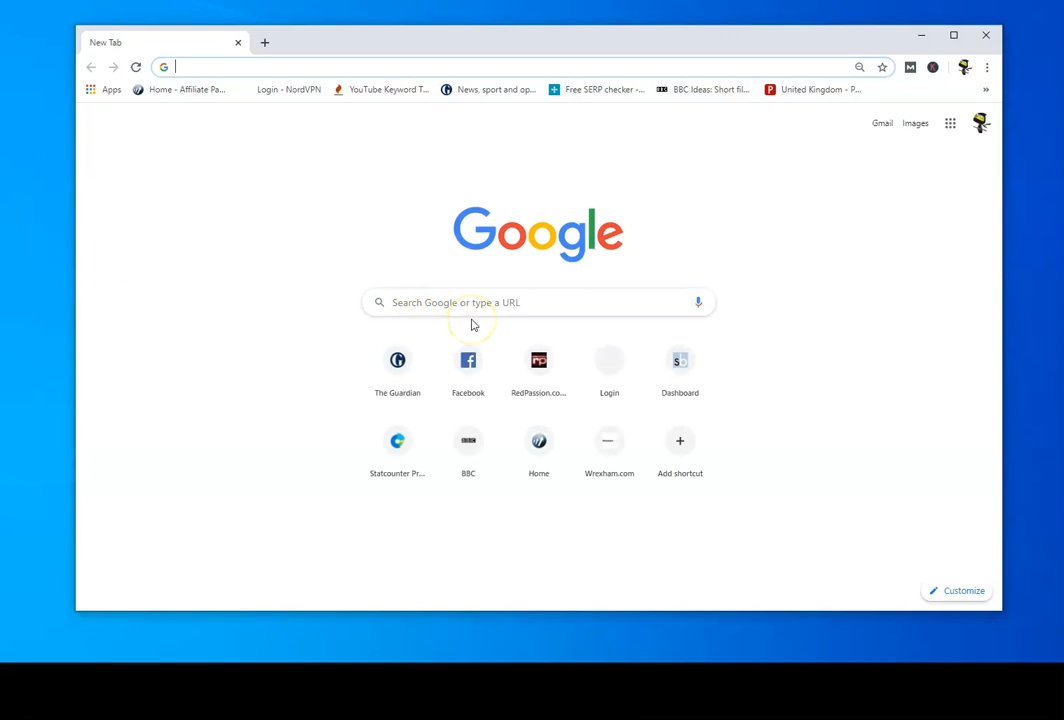 New Tab
Apps Home - Affiliate Pa... Login - NordVPN YouTube Keyword T... News, sport and op... Free SERP checker -... BBC Ideas: Short fil... United Kingdom - P... »
Gmail Images
Google
Search Google or type a URL
The Guardian Facebook RedPassion.co... Login Dashboard
Statcounter Pr... BBC Home Wrexham.com Add shortcut
Customize